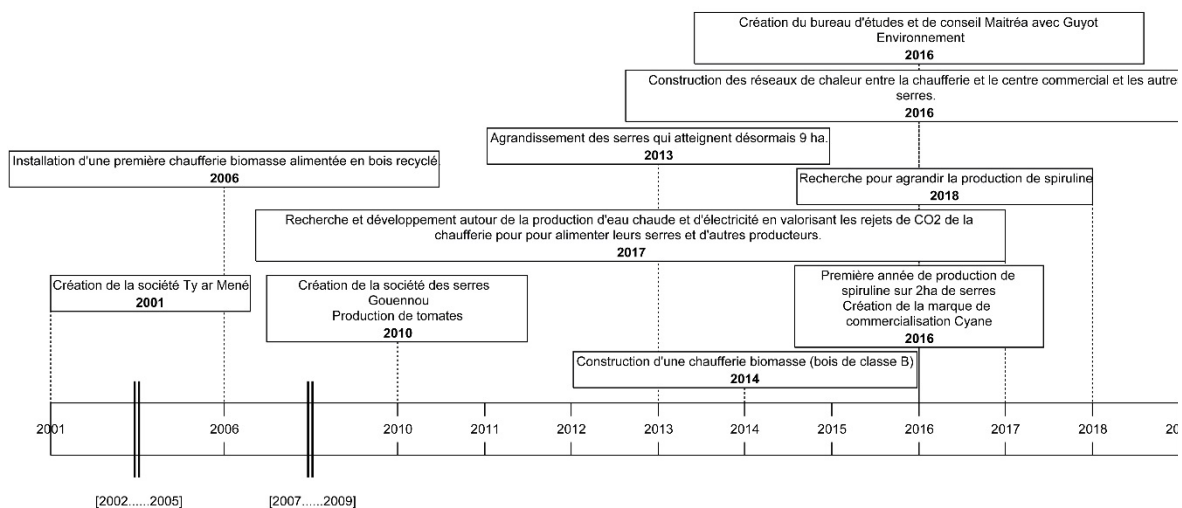 Création du bureau d'études et de conseil Maitréa avec Guyot
Environnement
2016
Construction des réseaux de chaleur entre la chaufferie et le centre commercial et les autres
serres.
2016
Agrandissement des serres qui atteignent désormais 9 ha.
2013
Installation d'une première chaufferie biomasse alimentée en bois recyclé.
2006
Recherche pour agrandir la production de spiruline
2018
Recherche et développement autour de la production d'eau chaude et d'électricité en valorisant les rejets de CO2 de la
chaufferie pour pour alimenter leurs serres et d'autres producteurs.
2017
Création de la société Ty ar Mené
2001
Création de la société des serres
Gouennou
Production de tomates
2010
Première année de production de
spiruline sur 2ha de serres
Création de la marque de
commercialisation Cyane
2016
Construction d'une chaufferie biomasse (bois de classe B)
2014
2001 2006 2010 2011 2012 2013 2014 2015 2016 2017 2018
[2002......2005] [2007......2009]